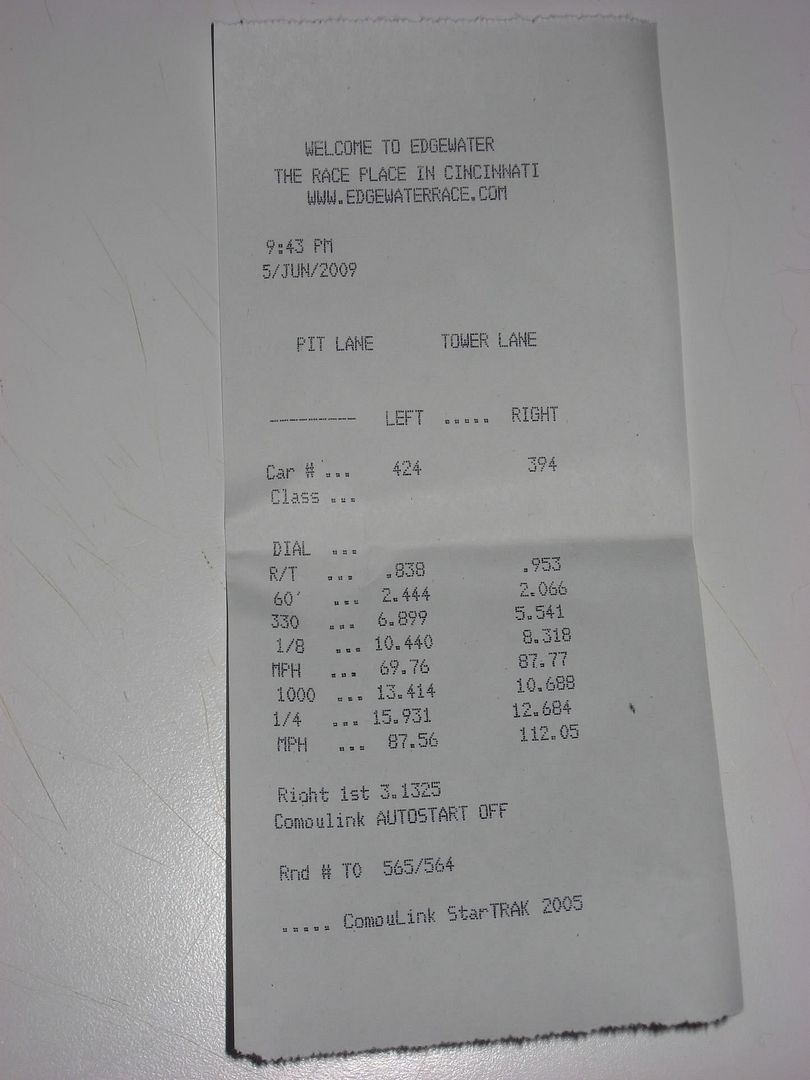 WELCOME TO EDGEWATER
THE RACE PLACE IN CINCINNATI
WWW.EDGEWATERRACE.COM
9:43 PM
5/JUN/2009
PIT LANE TOWER LANE
--------- LEFT ..... RIGHT
Car # ... 424 394
Class ...
DIAL ...
R/T ... .838 .953
60' ... 2.444 2.066
330 ... 6.899 5.541
1/8 ... 10.440 8.318
MPH ... 69.76 87.77
1000 ... 13.414 10.688
1/4 ... 15.931 12.684
MPH ... 87.56 112.05
Right 1st 3.1325
Comoulink AUTOSTART OFF
Rnd # TO 565/564
..... ComouLink StarTRAK 2005